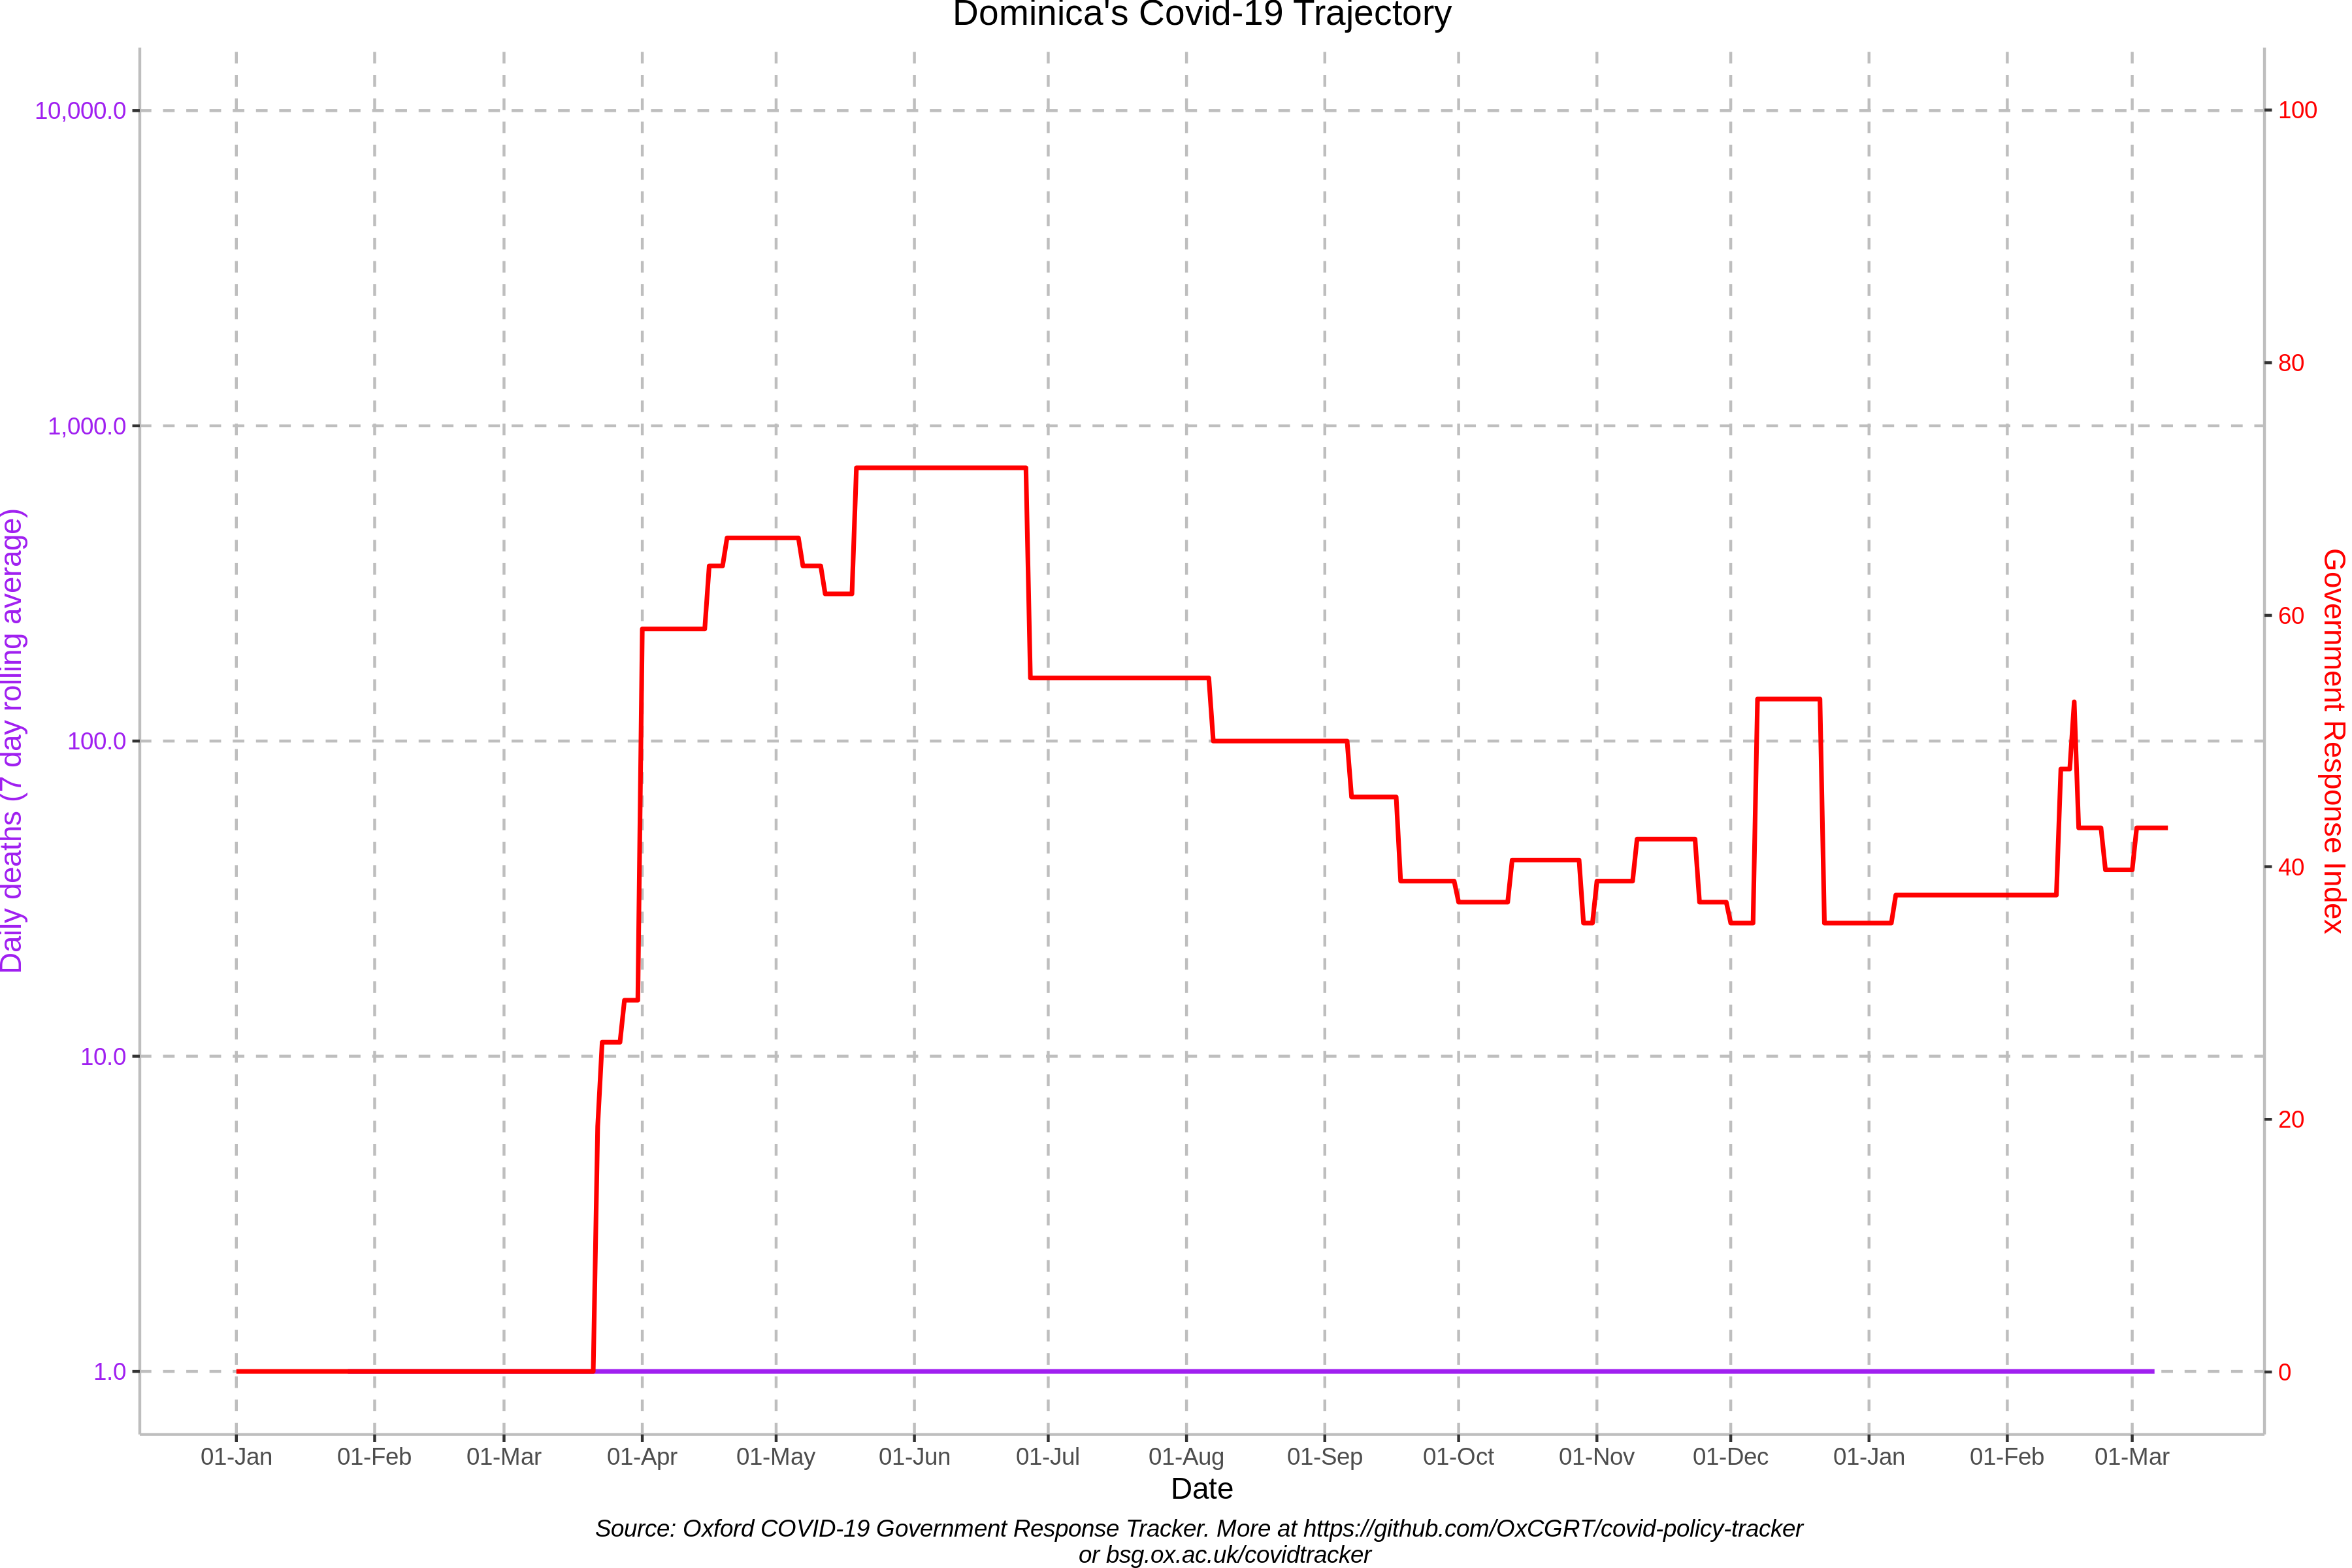 Dominica's Covid-19 Trajectory
10,000.0
1,000.0
100.0
10.0
1.0
Daily deaths (7 day rolling average)
100
80
60
40
20
0
Government Response Index
01-Jan 01-Feb 01-Mar 01-Apr 01-May 01-Jun 01-Jul 01-Aug 01-Sep 01-Oct 01-Nov 01-Dec 01-Jan 01-Feb 01-Mar
Date
Source: Oxford COVID-19 Government Response Tracker. More at https://github.com/OxCGRT/covid-policy-tracker
or bsg.ox.ac.uk/covidtracker